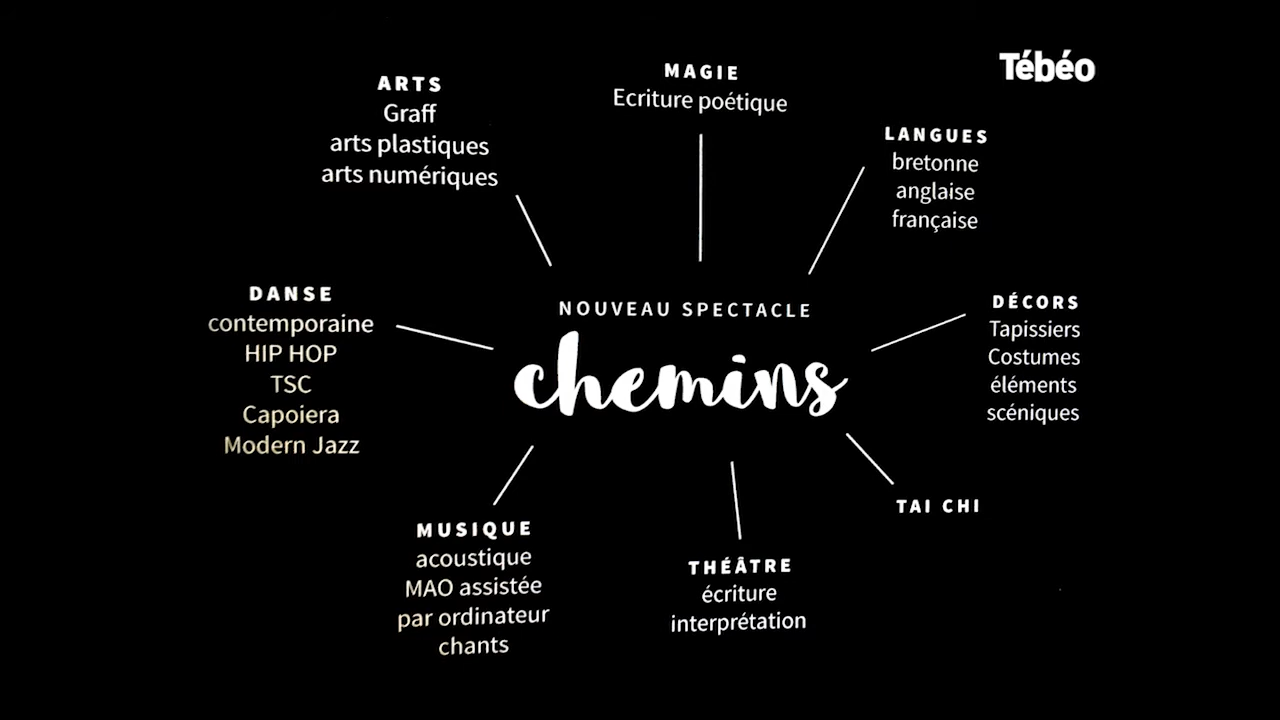 Tébéo
ARTS
Graff
arts plastiques
arts numériques
MAGIE
Ecriture poétique
LANGUES
bretonne
anglaise
française
DANSE
contemporaine
HIP HOP
TSC
Capoiera
Modern Jazz
NOUVEAU SPECTACLE
chemins
DÉCORS
Tapissiers
Costumes
éléments
scéniques
TAI CHI
MUSIQUE
acoustique
MAO assistée
par ordinateur
chants
THÉÂTRE
écriture
interprétation